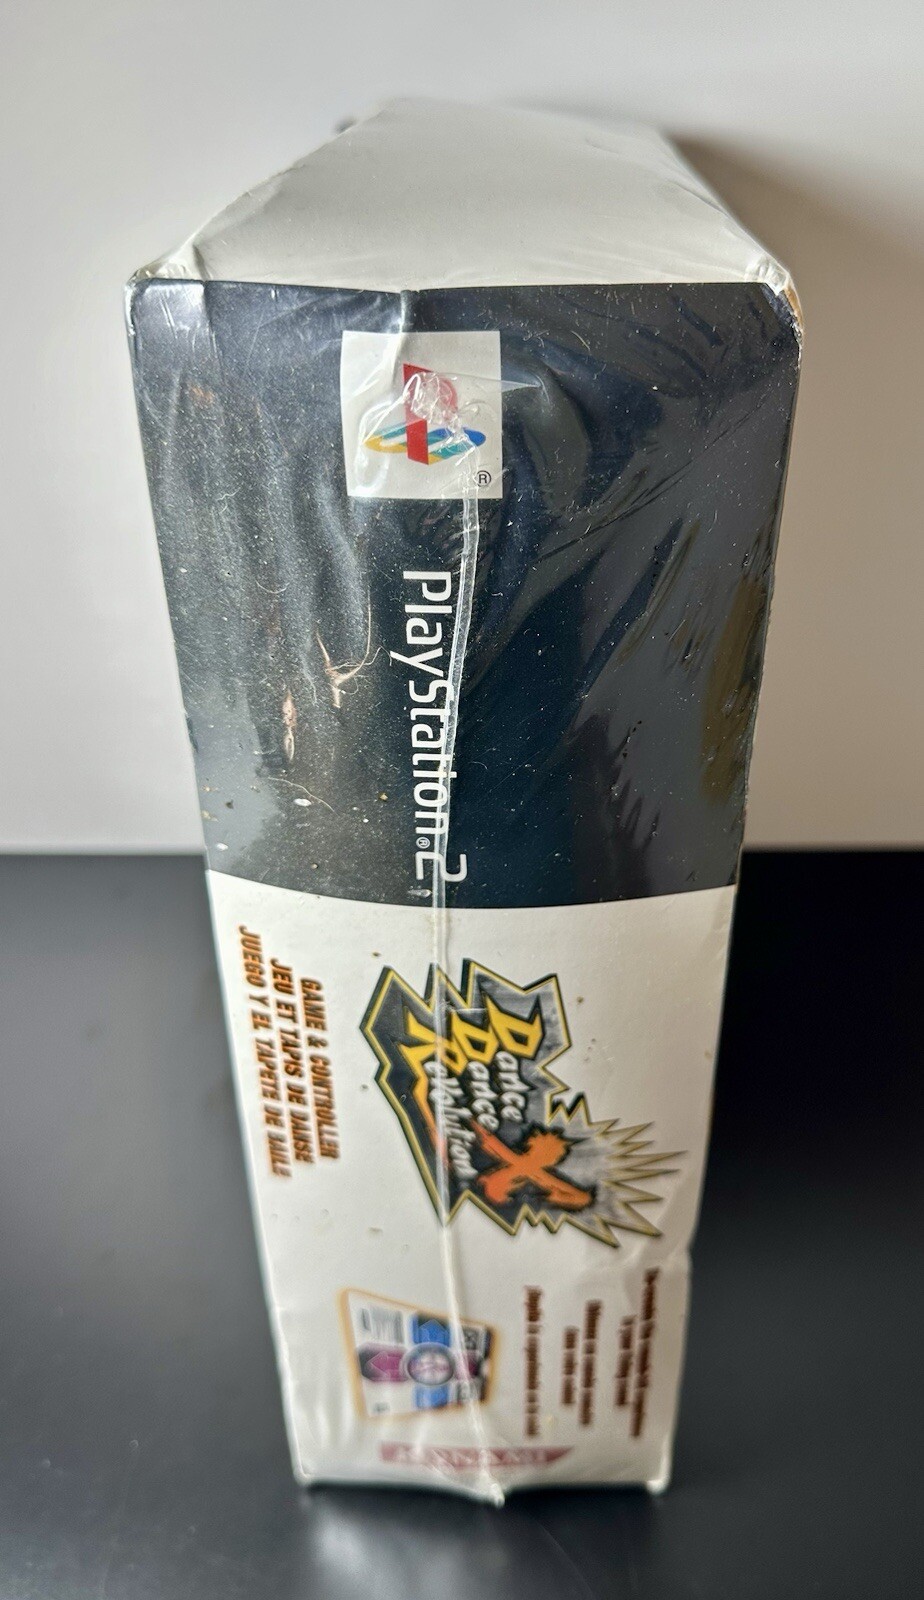 ®
PlayStation®2
Dance
Dance
Revolution
X
GAME & CONTROLLER
JEU ET TAPIS DE DANSE
JUEGO Y EL TAPETE DE BAILE
KONAMI